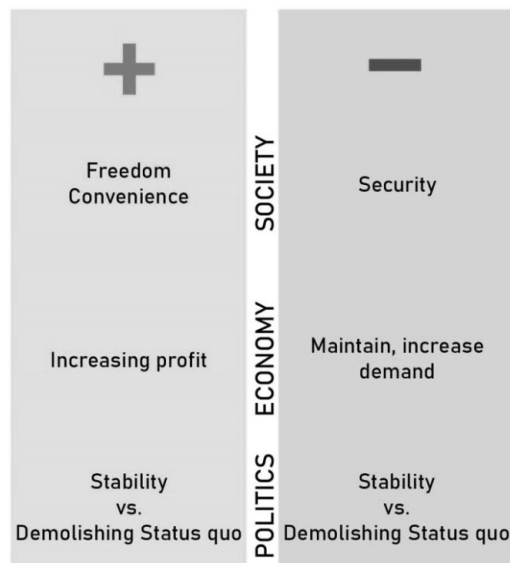 +
−
Freedom
Convenience
SOCIETY
Security
Increasing profit
ECONOMY
Maintain, increase
demand
Stability
vs.
Demolishing Status quo
POLITICS
Stability
vs.
Demolishing Status quo